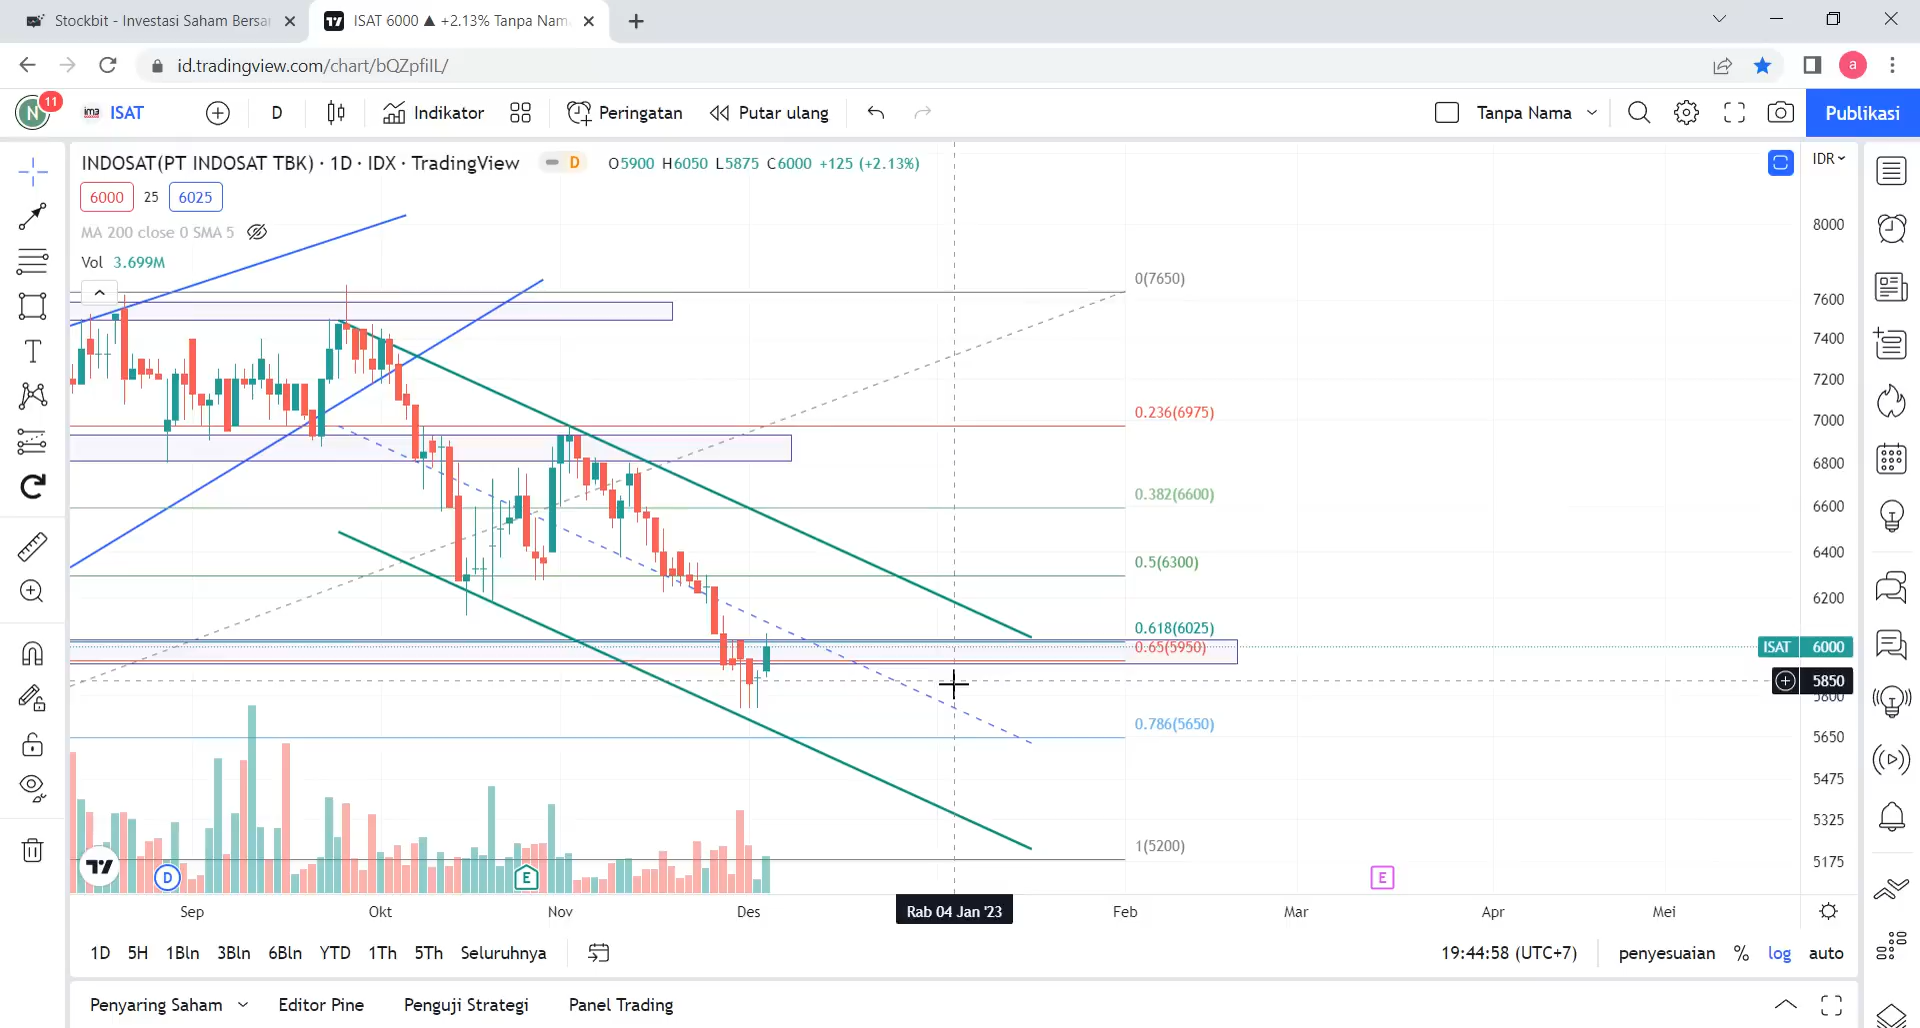 Stockbit - Investasi Saham Bersa
ISAT 6000 ▲ +2.13% Tanpa Nam
id.tradingview.com/chart/bQZpfiIL/
a
N
11
ISAT
D
Indikator
Peringatan
Putar ulang
Tanpa Nama
Publikasi
INDOSAT(PT INDOSAT TBK) · 1D · IDX · TradingView
D
O5900 H6050 L5875 C6000 +125 (+2.13%)
IDR
6000
25
6025
MA 200 close 0 SMA 5
Vol 3.699M
0(7650)
0.236(6975)
0.382(6600)
0.5(6300)
0.618(6025)
0.65(5950)
0.786(5650)
1(5200)
8000
7600
7400
7200
7000
6800
6600
6400
6200
ISAT 6000
5850
5800
5650
5475
5325
5175
D
E
E
Sep
Okt
Nov
Des
Rab 04 Jan '23
Feb
Mar
Apr
Mei
1D 5H 1Bln 3Bln 6Bln YTD 1Th 5Th Seluruhnya
19:44:58 (UTC+7)
penyesuaian % log auto
Penyaring Saham
Editor Pine
Penguji Strategi
Panel Trading